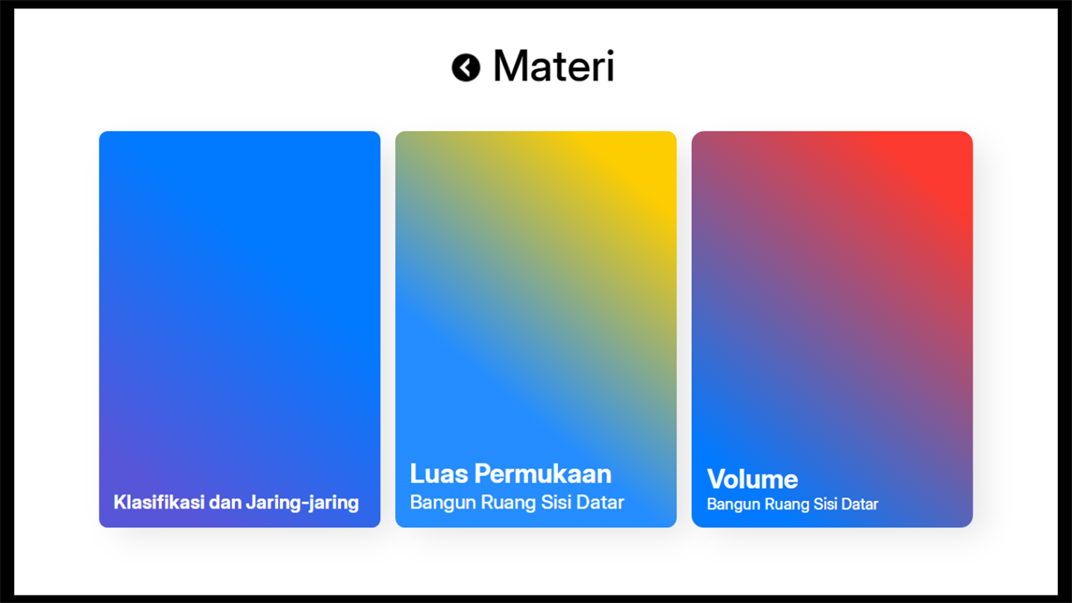 Materi
Klasifikasi dan Jaring-jaring
Luas Permukaan
Bangun Ruang Sisi Datar
Volume
Bangun Ruang Sisi Datar